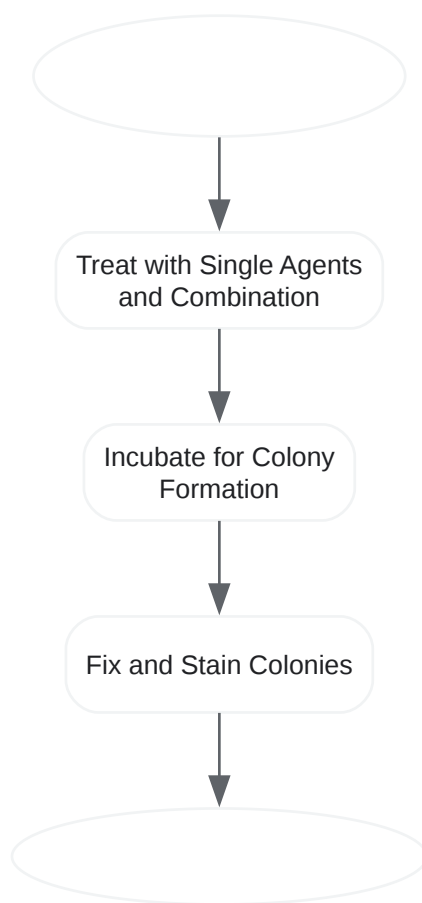 Treat with Single Agents
and Combination
Incubate for Colony
Formation
Fix and Stain Colonies